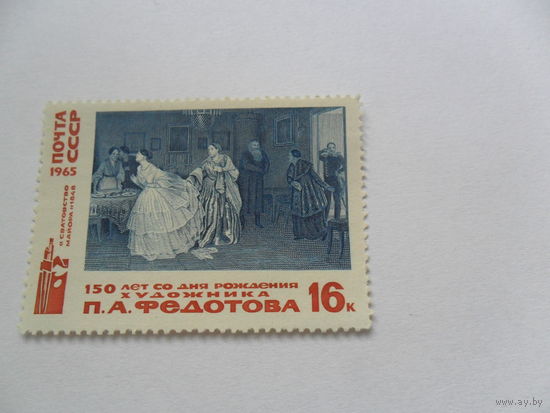 ПОЧТА
СССР
1965
"СВАТОВСТВО
МАЙОРА" 1848
150 ЛЕТ СО ДНЯ РОЖДЕНИЯ
ХУДОЖНИКА
П.А.ФЕДОТОВА 16К
www.ay.by